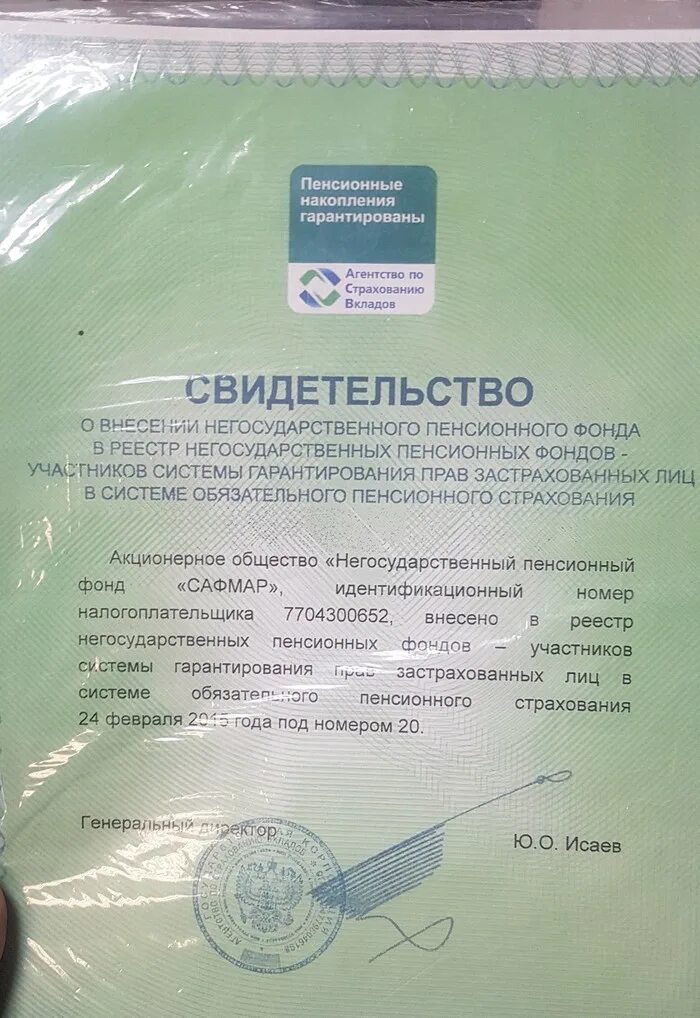 Пенсионные
накопления
гарантированы
Агентство по
Страхованию
Вкладов
СВИДЕТЕЛЬСТВО
О ВНЕСЕНИИ НЕГОСУДАРСТВЕННОГО ПЕНСИОННОГО ФОНДА
В РЕЕСТР НЕГОСУДАРСТВЕННЫХ ПЕНСИОННЫХ ФОНДОВ -
УЧАСТНИКОВ СИСТЕМЫ ГАРАНТИРОВАНИЯ ПРАВ ЗАСТРАХОВАННЫХ ЛИЦ
В СИСТЕМЕ ОБЯЗАТЕЛЬНОГО ПЕНСИОННОГО СТРАХОВАНИЯ
Акционерное общество «Негосударственный пенсионный
фонд «САФМАР», идентификационный номер
налогоплательщика 7704300652, внесено в реестр
негосударственных пенсионных фондов – участников
системы гарантирования прав застрахованных лиц в
системе обязательного пенсионного страхования
24 февраля 2015 года под номером 20.
Генеральный директор
Ю.О. Исаев